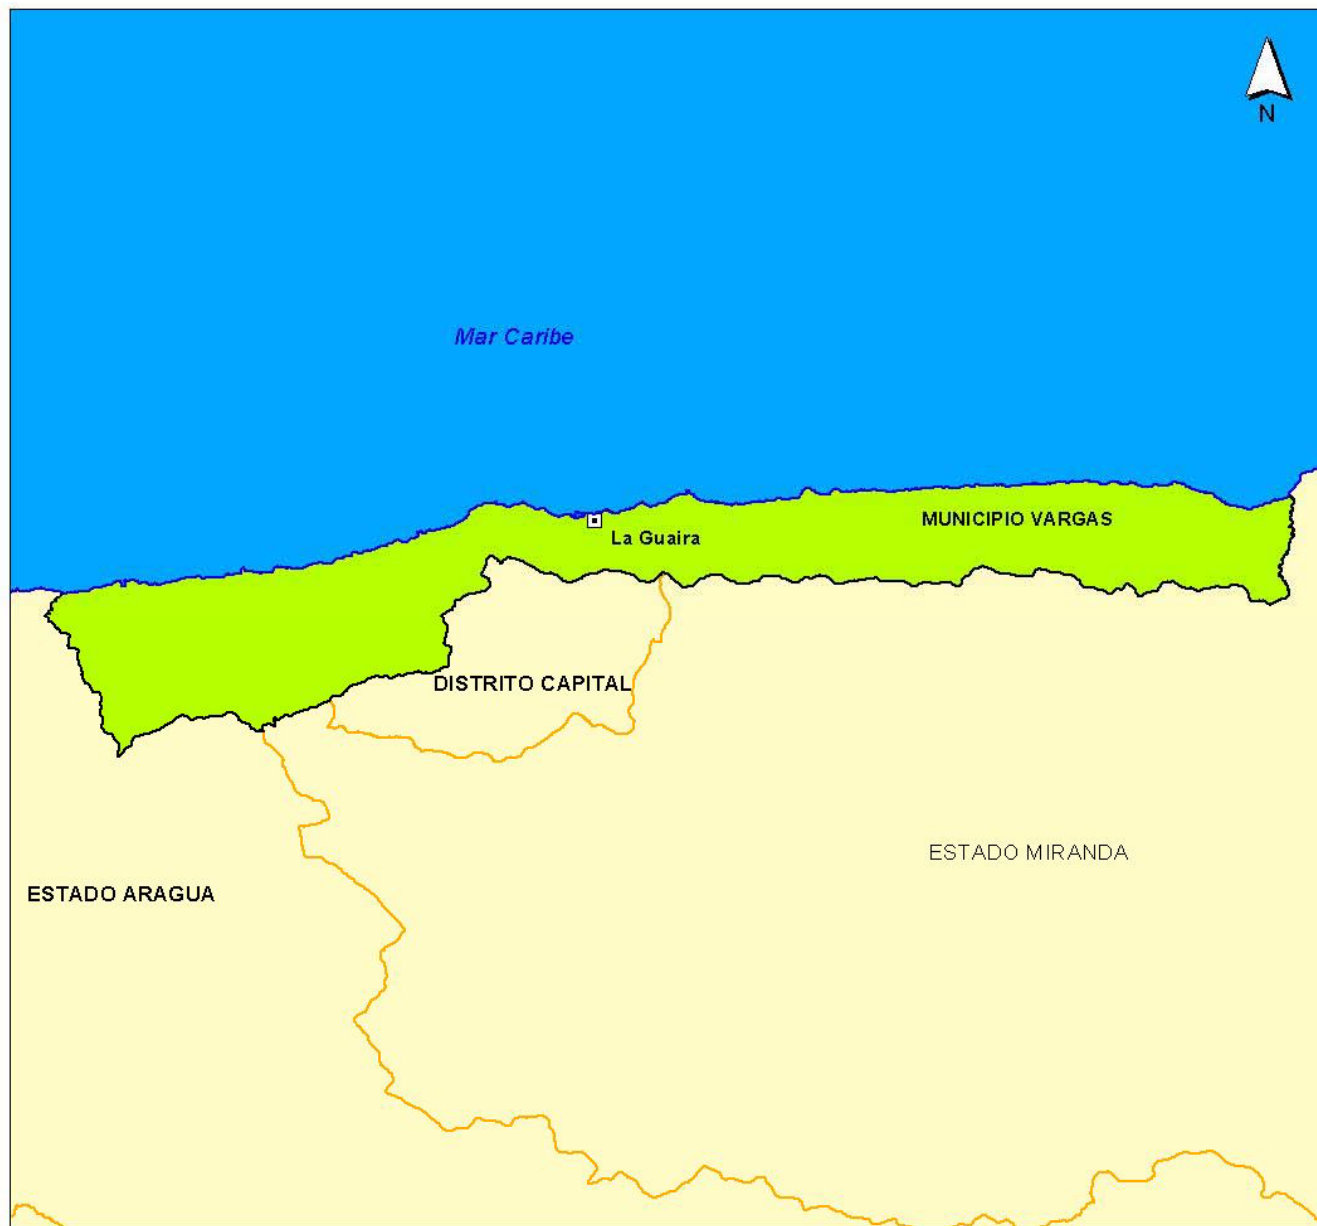 N
Mar Caribe
MUNICIPIO VARGAS
La Guaira
DISTRITO CAPITAL
ESTADO MIRANDA
ESTADO ARAGUA